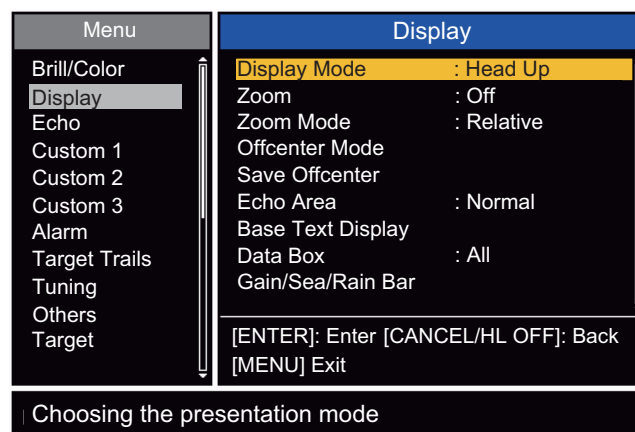 Menu
Brill/Color
Display
Echo
Custom 1
Custom 2
Custom 3
Alarm
Target Trails
Tuning
Others
Target
Display
Display Mode : Head Up
Zoom : Off
Zoom Mode : Relative
Offcenter Mode
Save Offcenter
Echo Area : Normal
Base Text Display
Data Box : All
Gain/Sea/Rain Bar
[ENTER]: Enter [CANCEL/HL OFF]: Back
[MENU] Exit
Choosing the presentation mode